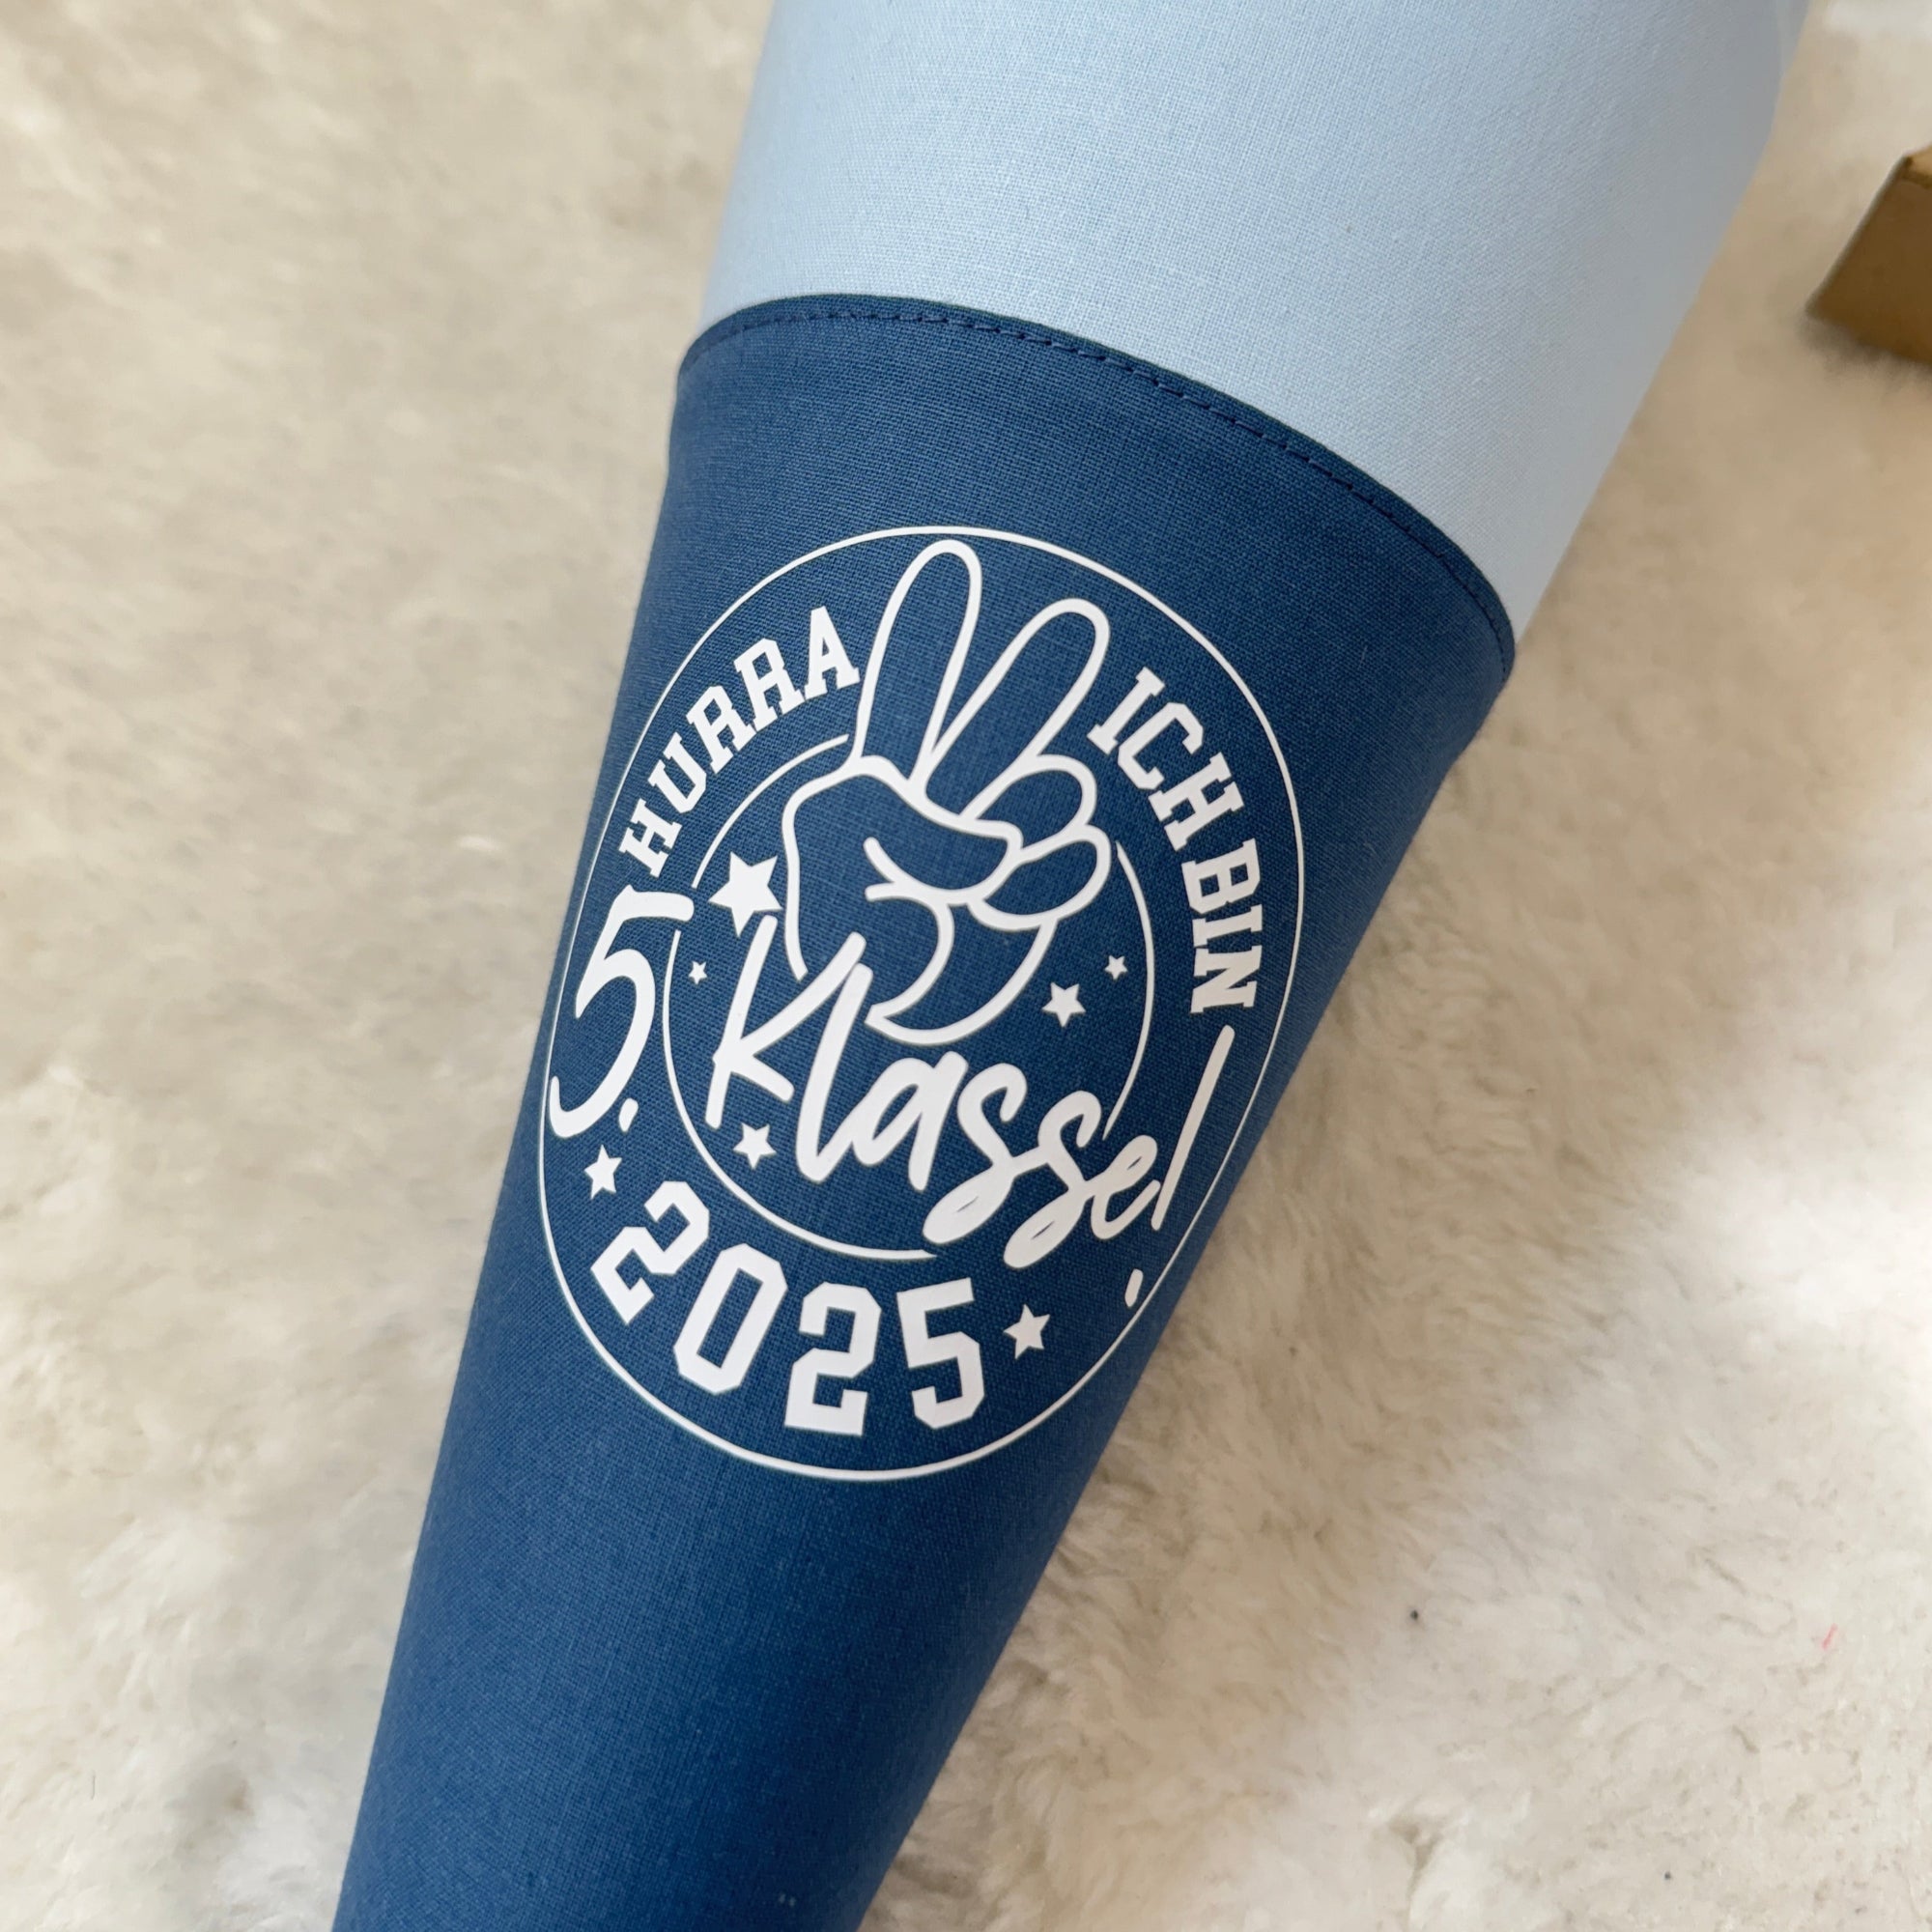 HURRA ICH BIN
5. Klasse!
2025